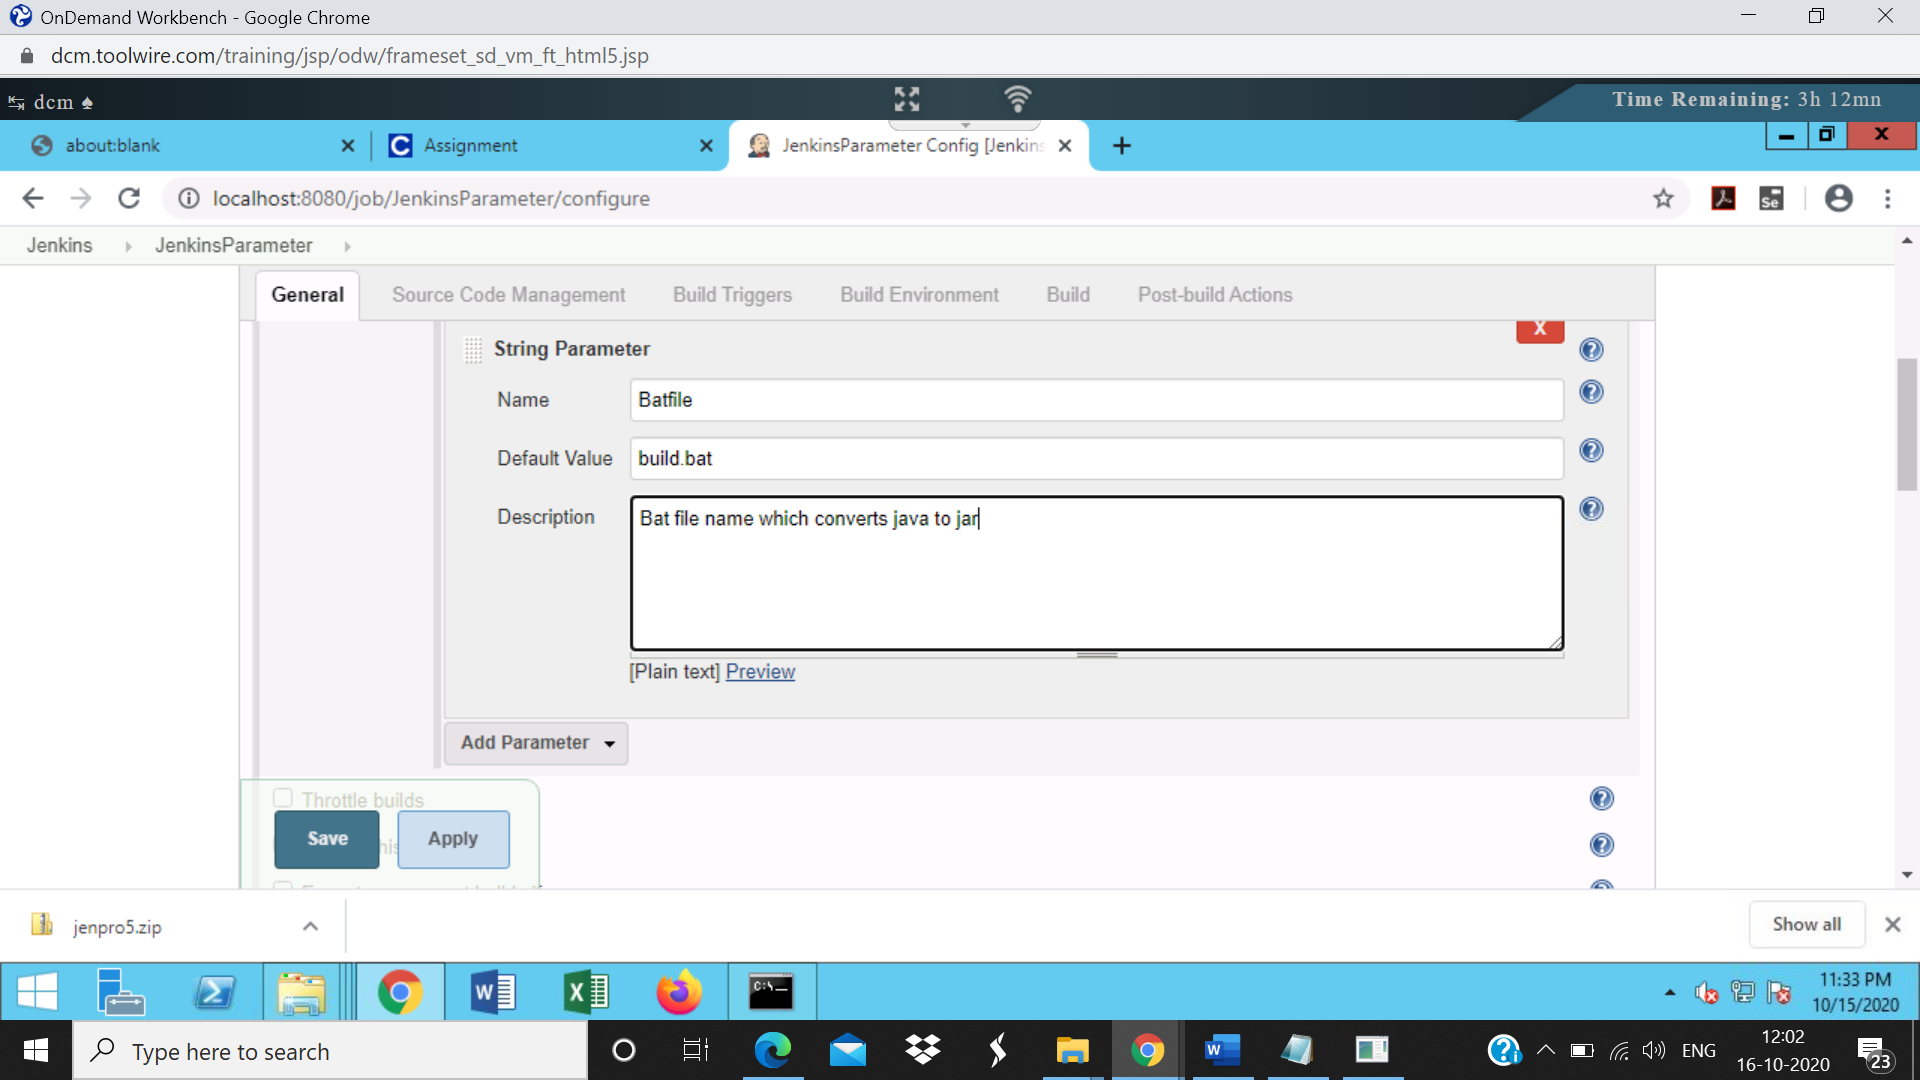 OnDemand Workbench - Google Chrome
dcm.toolwire.com/training/jsp/odw/frameset_sd_vm_ft_html5.jsp
dcm
Time Remaining: 3h 12mn
about:blank
Assignment
JenkinsParameter Config [Jenkins
localhost:8080/job/JenkinsParameter/configure
Se
Jenkins
JenkinsParameter
General
Source Code Management
Build Triggers
Build Environment
Build
Post-build Actions
X
String Parameter
Name
Batfile
Default Value
build.bat
Description
Bat file name which converts java to jar
[Plain text] Preview
Add Parameter
Throttle builds
Save
Apply
jenpro5.zip
Show all
11:33 PM
10/15/2020
Type here to search
ENG
12:02
16-10-2020
23